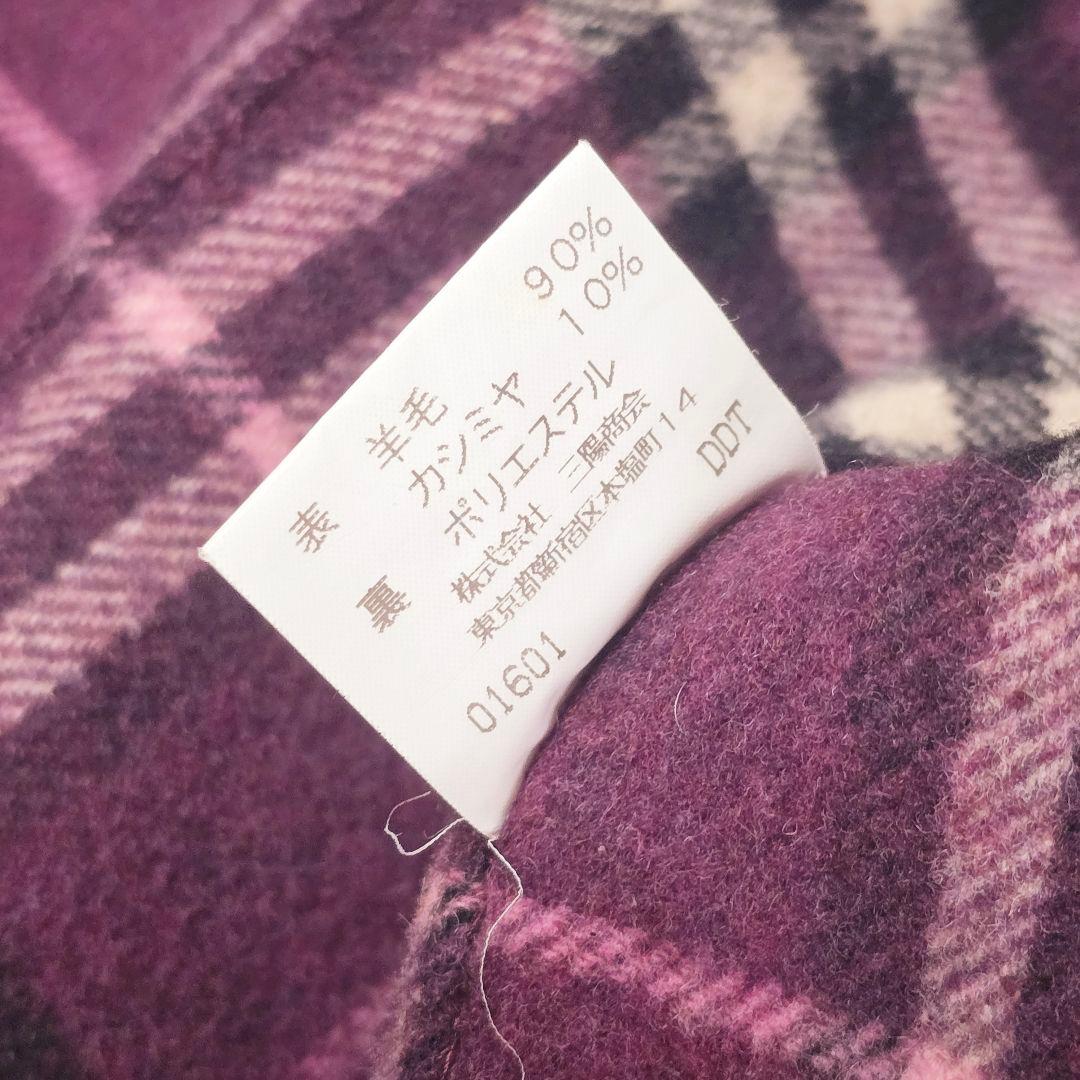 表 羊毛 90%
カシミヤ 10%
裏 ポリエステル
株式会社 三陽商会
東京都新宿区本塩町14
01601 DDT